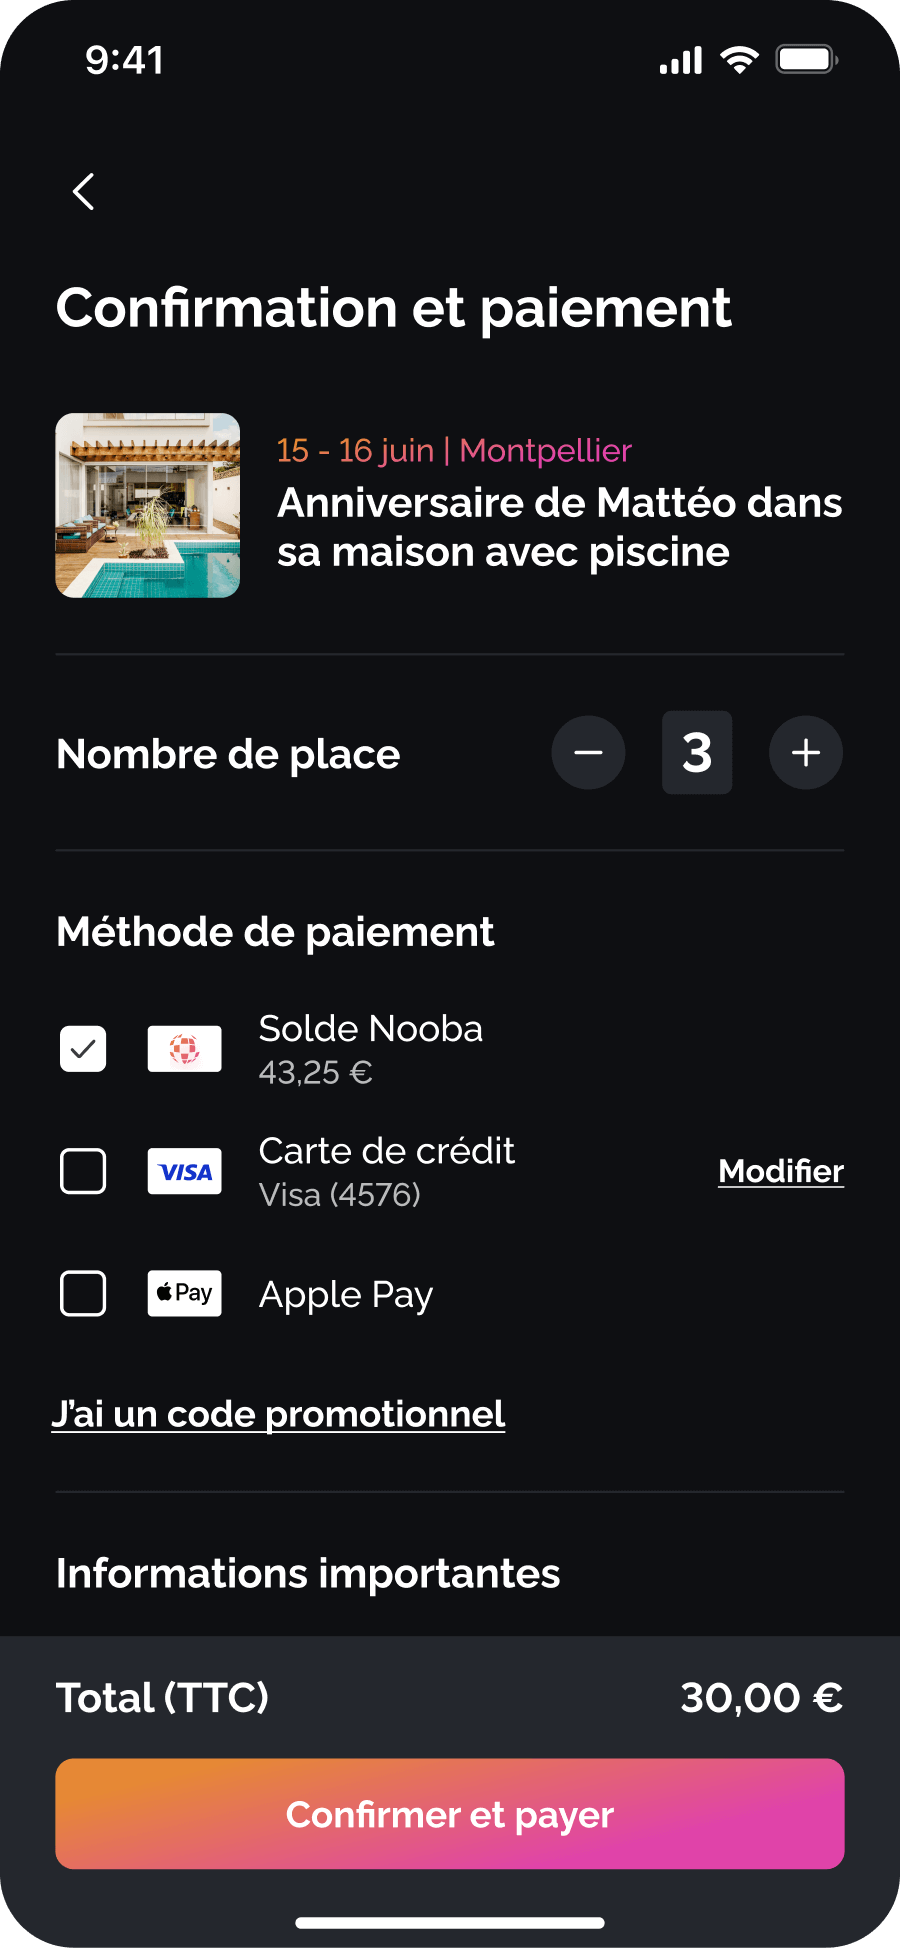 9:41
Confirmation et paiement
15 - 16 juin | Montpellier
Anniversaire de Mattéo dans
sa maison avec piscine
Nombre de place
3
Méthode de paiement
Solde Nooba
43,25 €
VISA
Carte de crédit
Visa (4576)
Modifier
Pay
Apple Pay
J'ai un code promotionnel
Informations importantes
Total (TTC)
30,00 €
Confirmer et payer